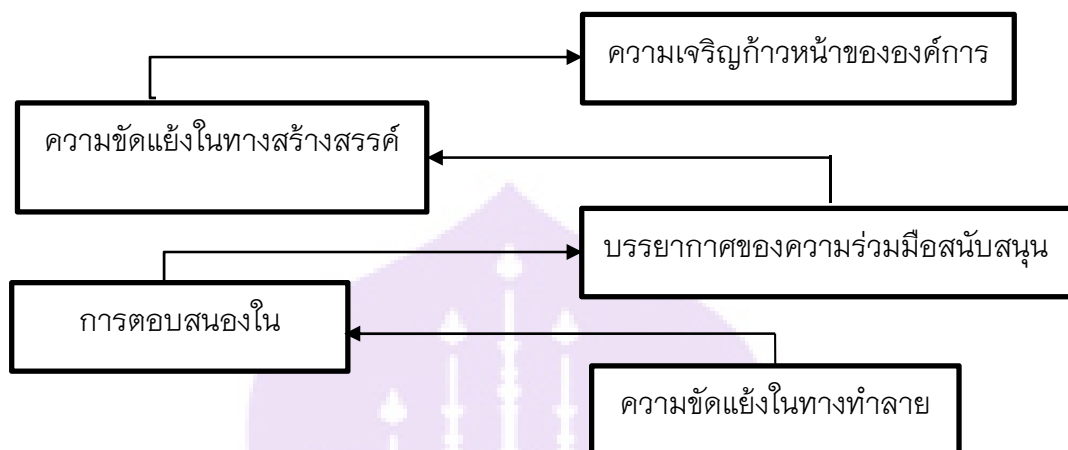 ความเจริญก้าวหน้าขององค์การ
ความขัดแย้งในทางสร้างสรรค์
บรรยากาศของความร่วมมือสนับสนุน
การตอบสนองใน
ความขัดแย้งในทางทำลาย